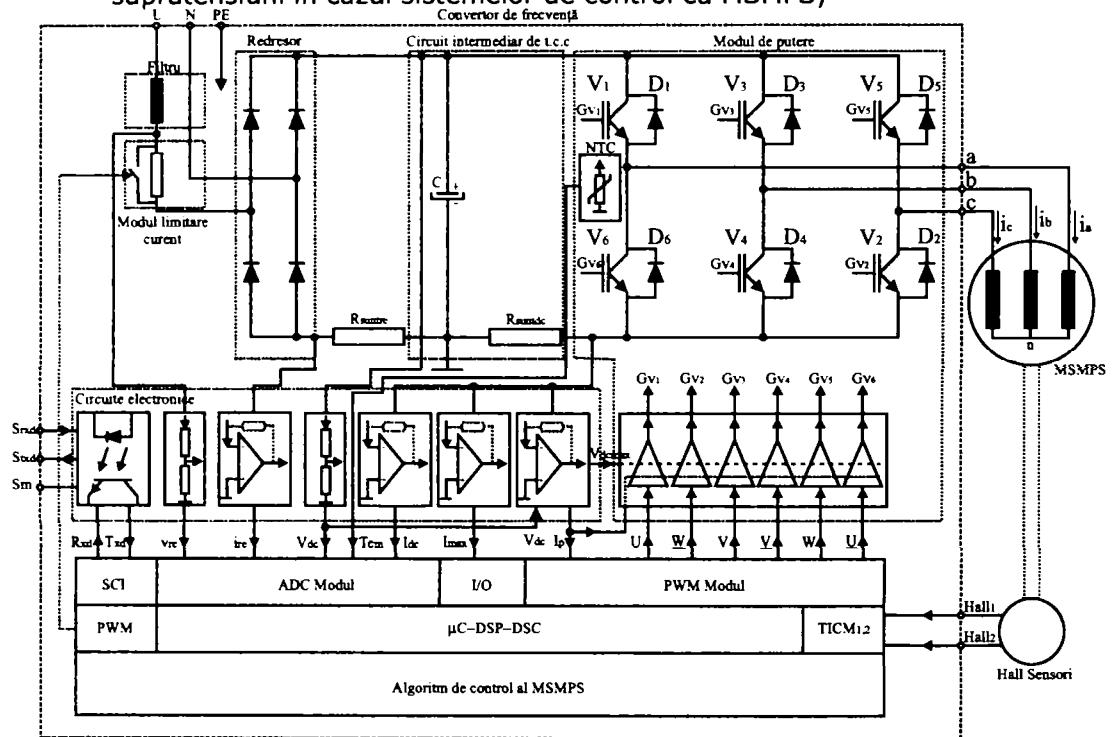 supratensiuni în cazul sistemelor de control cu
Convertor de frecvență
L N PE
Redresor
Circuit intermediar de t.c.c
Modul de putere
Filtru
V1 D1 V3 D3 V5 D5
Gv1 Gv3 Gv5
NTC
C + -
a
b
c
Modul limitare
curent
ic ib ia
V6 D6 V4 D4 V2 D2
Gv6 Gv4 Gv2
n
MSMPS
Circuite electronice
Gv1 Gv2 Gv3 Gv4 Gv5 Gv6
Srxd
Stxd
Sm
Rxd Txd vre ire Vdc Tem Idc Imax Vdc Ip U W V V W U
SCI ADC Modul I/O PWM Modul
PWM µC-DSP-DSC TICM1,2
Hall1
Hall2
Hall Sensori
Algoritm de control al MSMPS